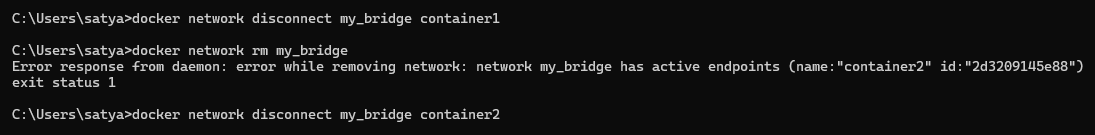 C:\Users\satya>docker network disconnect my_bridge container1
C:\Users\satya>docker network rm my_bridge
Error response from daemon: error while removing network: network my_bridge has active endpoints (name:"container2" id:"2d3209145e88")
exit status 1
C:\Users\satya>docker network disconnect my_bridge container2